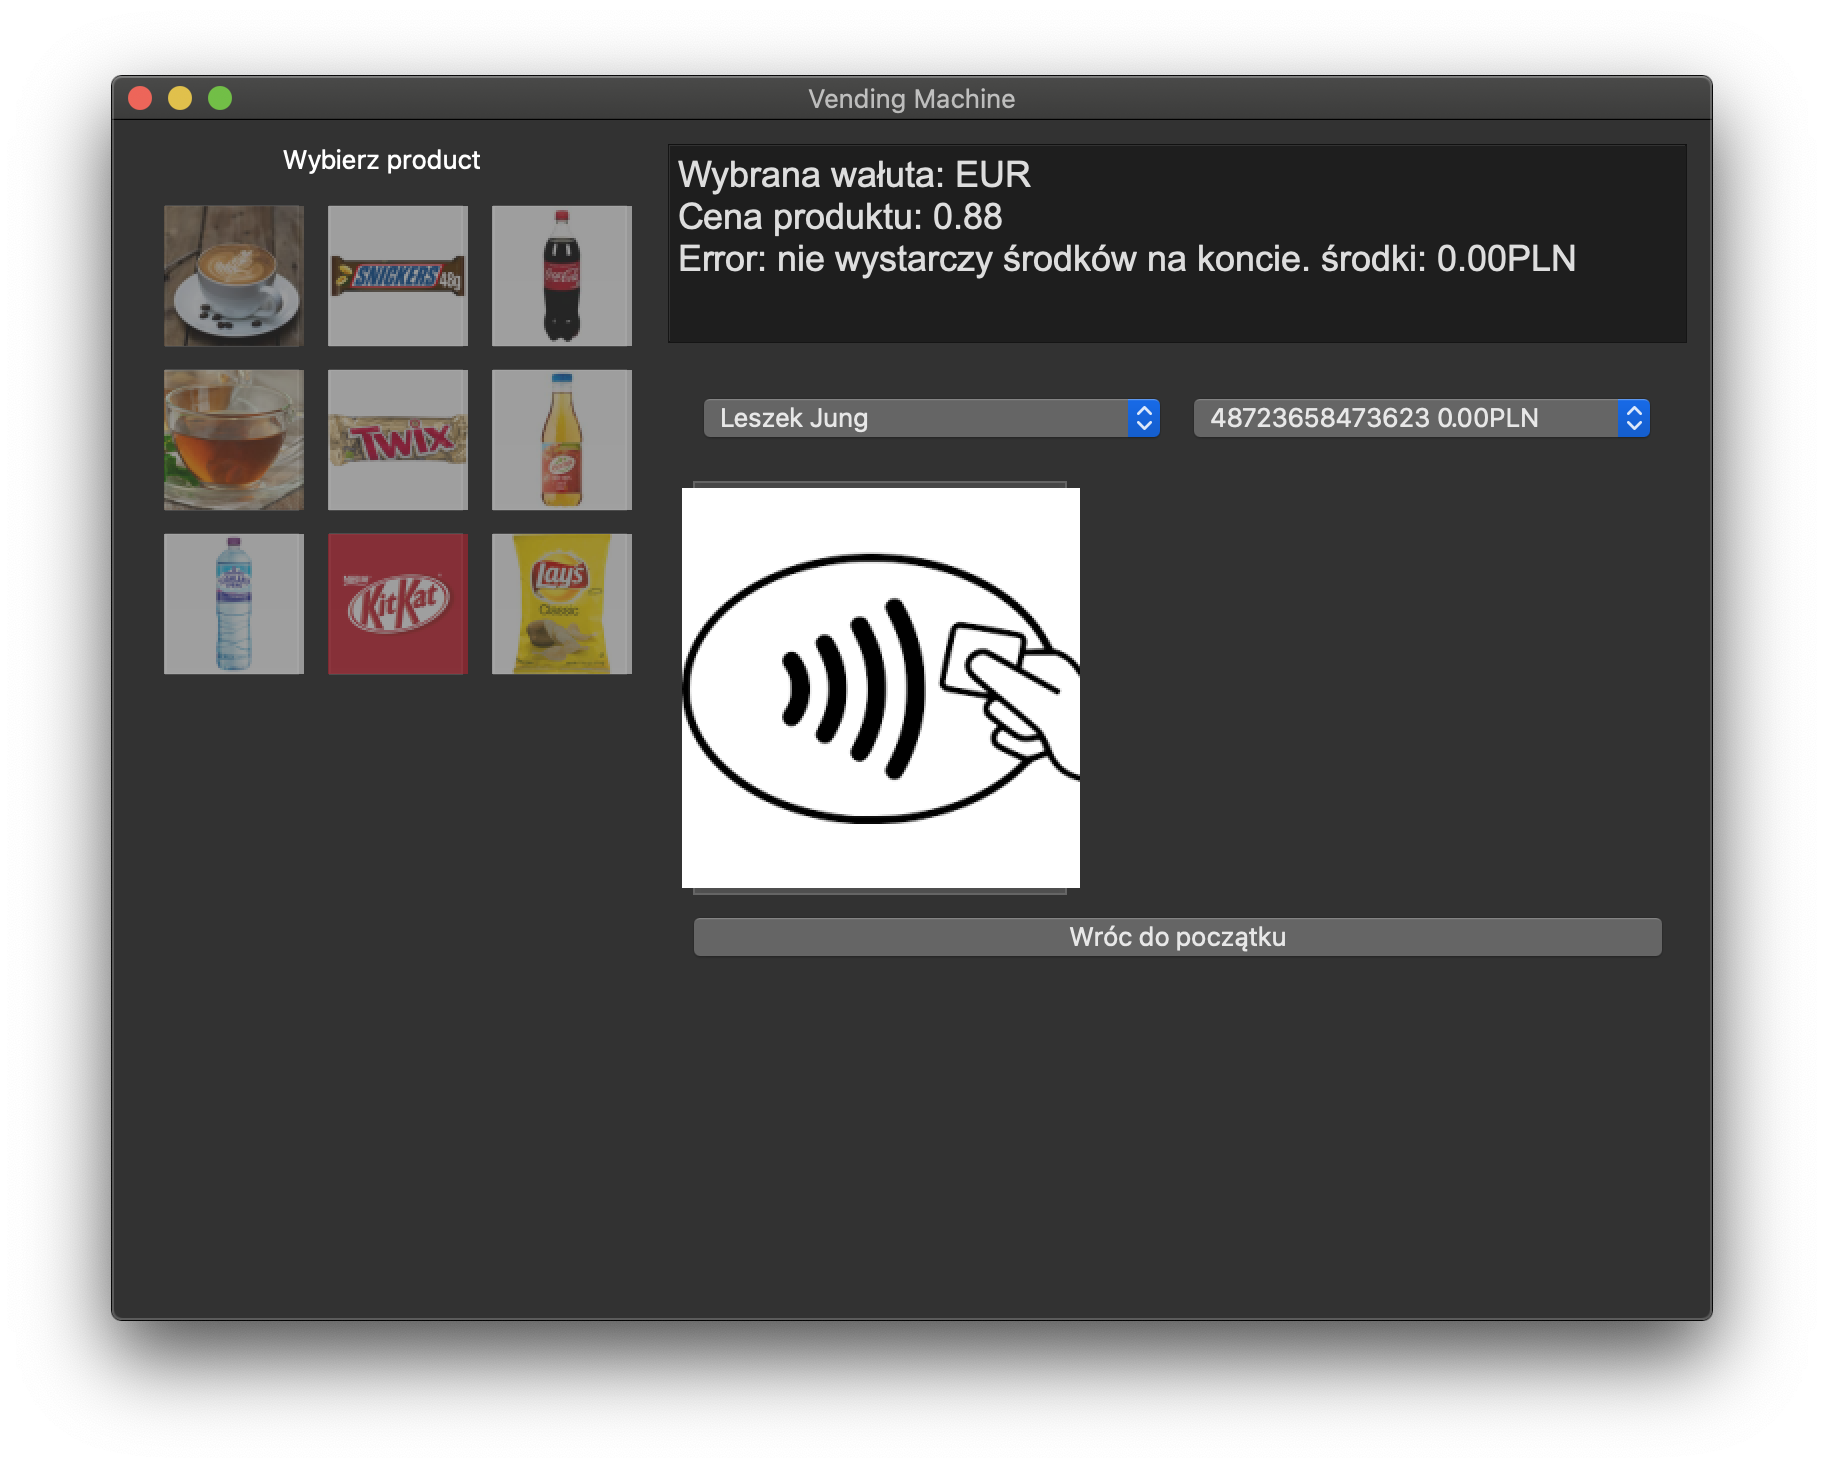 Vending Machine
Wybierz product
Wybrana wałuta: EUR
Cena produktu: 0.88
Error: nie wystarczy środków na koncie. środki: 0.00PLN
SNICKERS 48g
Coca-Cola
Leszek Jung
48723658473623 0.00PLN
TWIX
Lay's
Classic
KitKat
Wróc do początku